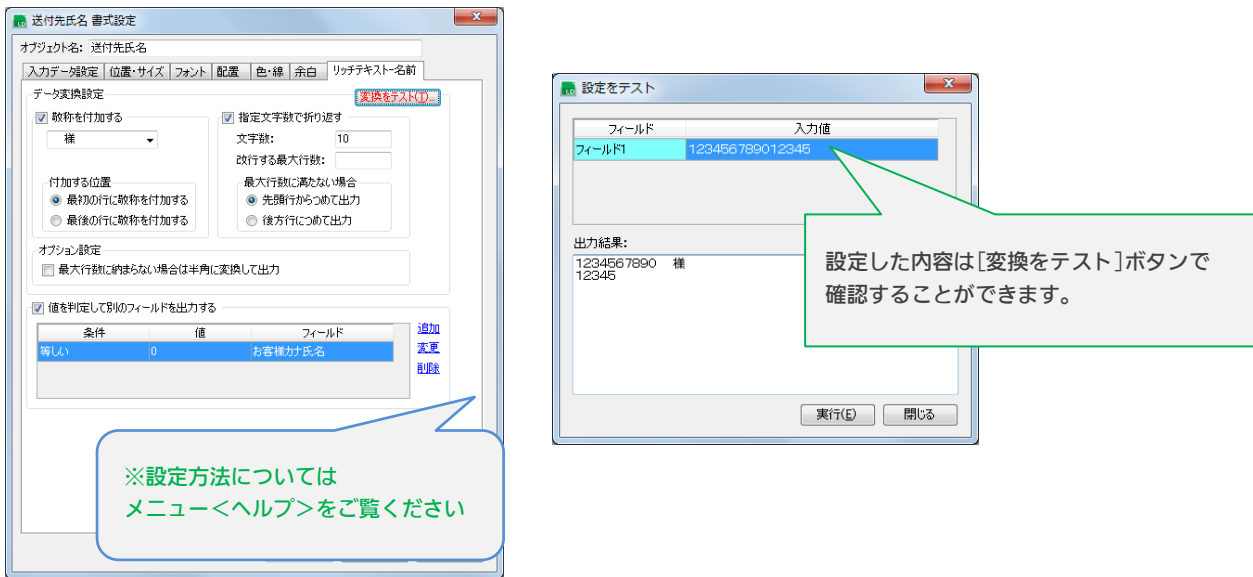 送付先氏名 書式設定
オブジェクト名: 送付先氏名
入力データ設定 位置・サイズ フォント 配置 色・線 余白 リッチテキストー名前
データ変換設定
変換をテスト(T)...
敬称を付加する
様
付加する位置
最初の行に敬称を付加する
最後の行に敬称を付加する
指定文字数で折り返す
文字数: 10
改行する最大行数:
最大行数に満たない場合
先頭行からつめて出力
後方行につめて出力
オプション設定
最大行数に納まらない場合は半角に変換して出力
値を判定して別のフィールドを出力する
条件 値 フィールド
等しい 0 お客様カナ氏名
追加
変更
削除
※設定方法については
メニュー<ヘルプ>をご覧ください
設定をテスト
フィールド 入力値
フィールド1 123456789012345
出力結果:
1234567890 様
12345
実行(E) 閉じる
設定した内容は[変換をテスト]ボタンで
確認することができます。